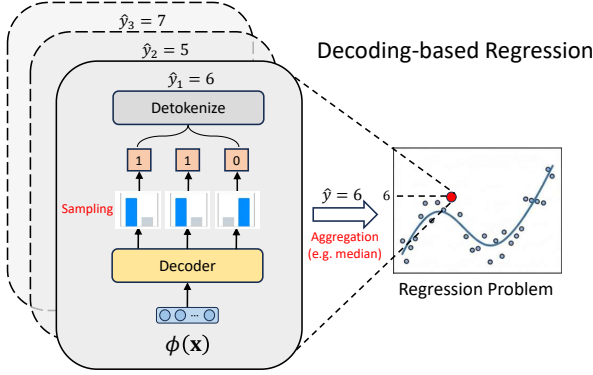 ŷ₃ = 7
ŷ₂ = 5
Decoding-based Regression
ŷ₁ = 6
Detokenize
1 1 0
Sampling
Decoder
ϕ(𝐱)
ŷ = 6
Aggregation
(e.g. median)
6
Regression Problem